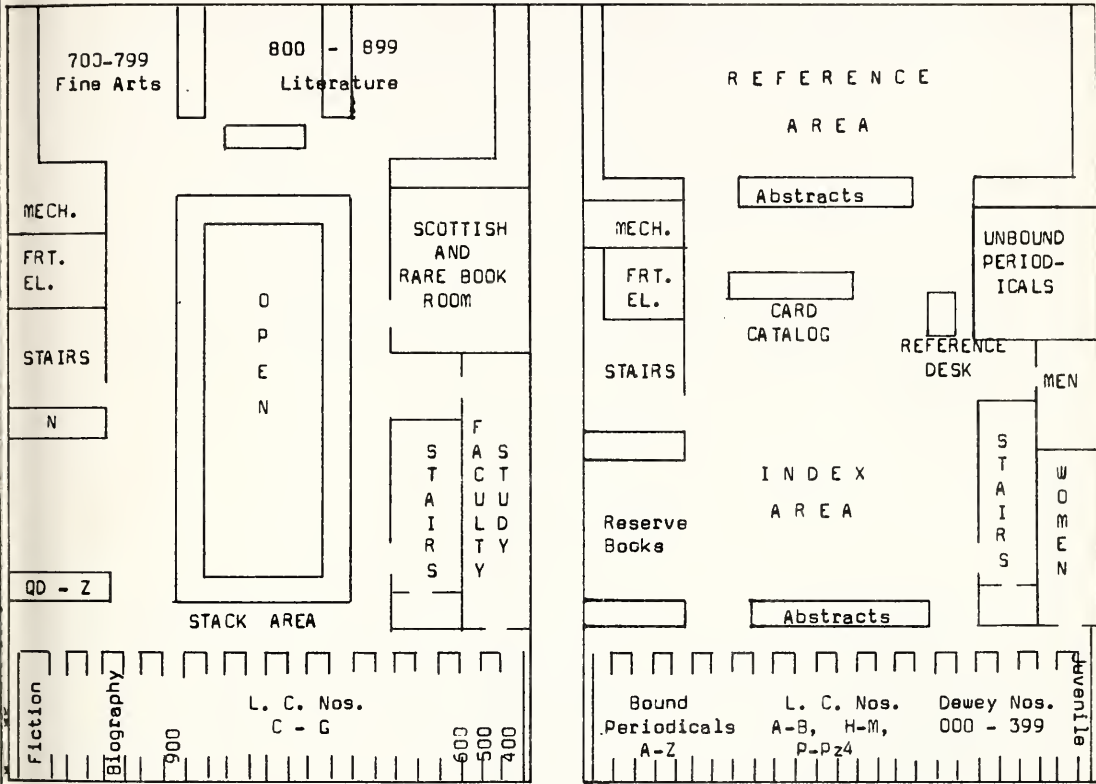 700-799
Fine Arts
800 - 899
Literature
MECH.
FRT.
EL.
STAIRS
N
QD - Z
OPEN
STACK AREA
SCOTTISH
AND
RARE BOOK
ROOM
STAIRS
FACULTY
STUDY
Fiction
Biography
900
L. C. Nos.
C - G
600
500
400
REFERENCE
AREA
Abstracts
MECH.
FRT.
EL.
STAIRS
CARD
CATALOG
UNBOUND
PERIOD-
ICALS
REFERENCE
DESK
MEN
WOMEN
STAIRS
INDEX
AREA
Reserve
Books
Abstracts
Bound
Periodicals
A-Z
L. C. Nos.
A-B, H-M,
P-Pz4
Dewey Nos.
000 - 399
Juvenile